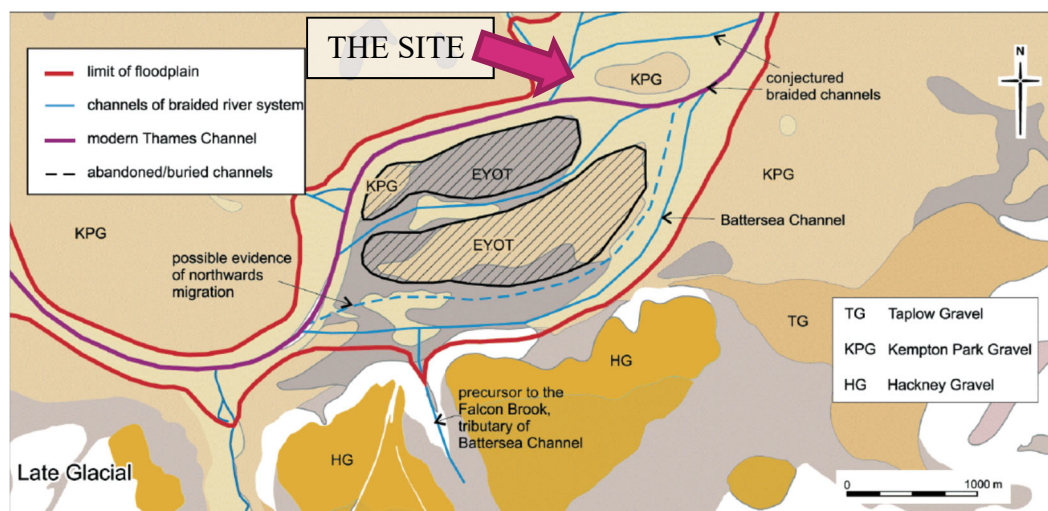 THE SITE
limit of floodplain
channels of braided river system
modern Thames Channel
abandoned/buried channels
KPG
conjectured
braided channels
N
KPG
EYOT
KPG
KPG
Battersea Channel
EYOT
possible evidence
of northwards
migration
TG
HG
precursor to the
Falcon Brook,
tributary of
Battersea Channel
HG
TG Taplow Gravel
KPG Kempton Park Gravel
HG Hackney Gravel
Late Glacial
0 1000 m